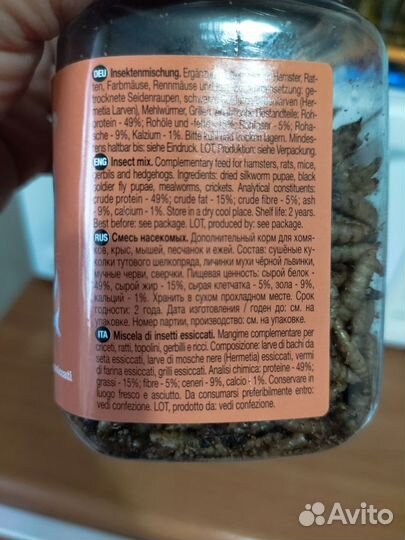 DEU Insektenmischung. Ergänz Hamster, Rat-
ten, Farbmäuse, Rennmäuse und ge-
trocknete Seidenraupen, schwar larven (Her-
metia Larven), Mehlwürmer, Grillen. Bestandteile: Roh-
protein - 49%; Rohöle und -fette Rohfaser - 5%; Roha-
sche - 9%, Kalzium - 1%. Bitte kühl und trocken lagern. Mindes-
tens haltbar bis: siehe Eindruck. LOT, Produktion: siehe Verpackung.
ENG Insect mix. Complementary feed for hamsters, rats, mice,
gerbils and hedgehogs. Ingredients: dried silkworm pupae, black
soldier fly pupae, mealworms, crickets. Analytical constituents:
crude protein - 49%; crude fat - 15%; crude fibre - 5%; ash
- 9%, calcium - 1%. Store in a dry cool place. Shelf life: 2 years.
Best before: see package. LOT, produced by: see package.
RUS Смесь насекомых. Дополнительный корм для хомя-
ков, крыс, мышей, песчанок и ежей. Состав: сушёные ку-
колки тутового шелкопряда, личинки мухи чёрной львинки,
мучные черви, сверчки. Пищевая ценность: сырой белок -
49%, сырой жир - 15%, сырая клетчатка - 5%, зола - 9%,
кальций - 1%. Хранить в сухом прохладном месте. Срок
годности: 2 года. Дата изготовления / годен до: см. на
упаковке. Номер партии, производство: см. на упаковке.
ITA Miscela di insetti essiccati. Mangime complementare per
criceti, ratti, topolini, gerbilli e ricci. Composizione: larve di bachi da
seta essiccati, larve di mosche nere (Hermetia) essiccati, vermi
di farina essiccati, grilli essiccati. Analisi chimica: proteine - 49%;
grassi - 15%; fibre - 5%; ceneri - 9%, calcio - 1%. Conservare in
luogo fresco e asciutto. Da consumarsi preferibilmente entro:
vedi confezione. LOT, prodotto da: vedi confezione.
essiccati
Avito